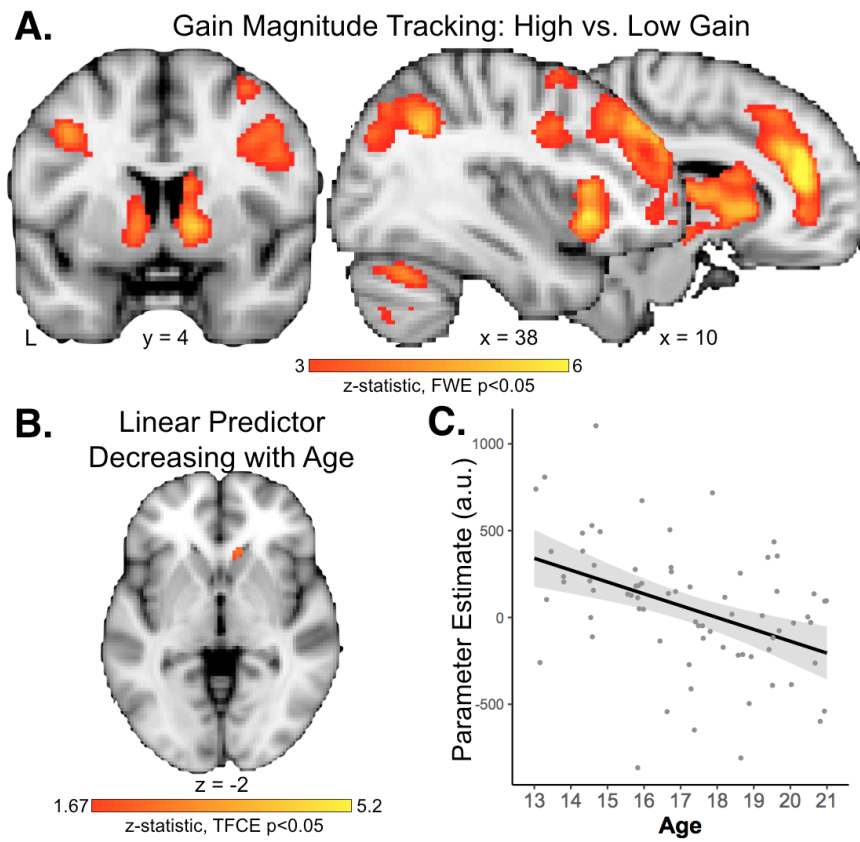 A.
Gain Magnitude Tracking: High vs. Low Gain
L
y = 4
x = 38
x = 10
3
6
z-statistic, FWE p<0.05
B.
Linear Predictor
Decreasing with Age
z = -2
1.67
5.2
z-statistic, TFCE p<0.05
C.
Parameter Estimate (a.u.)
1000
500
0
-500
13 14 15 16 17 18 19 20 21
Age